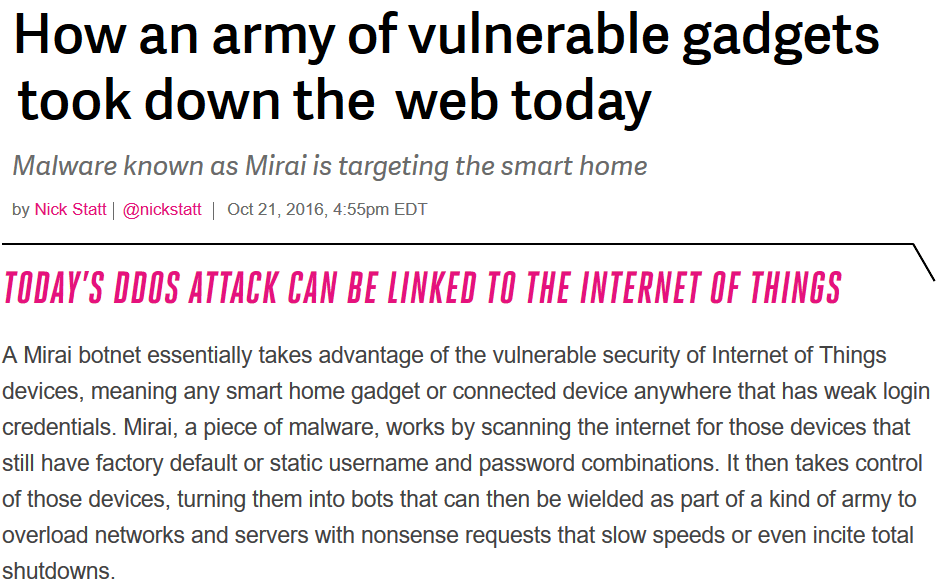 How an army of vulnerable gadgets
took down the web today
Malware known as Mirai is targeting the smart home
by Nick Statt | @nickstatt | Oct 21, 2016, 4:55pm EDT
TODAY'S DDOS ATTACK CAN BE LINKED TO THE INTERNET OF THINGS
A Mirai botnet essentially takes advantage of the vulnerable security of Internet of Things
devices, meaning any smart home gadget or connected device anywhere that has weak login
credentials. Mirai, a piece of malware, works by scanning the internet for those devices that
still have factory default or static username and password combinations. It then takes control
of those devices, turning them into bots that can then be wielded as part of a kind of army to
overload networks and servers with nonsense requests that slow speeds or even incite total
shutdowns.